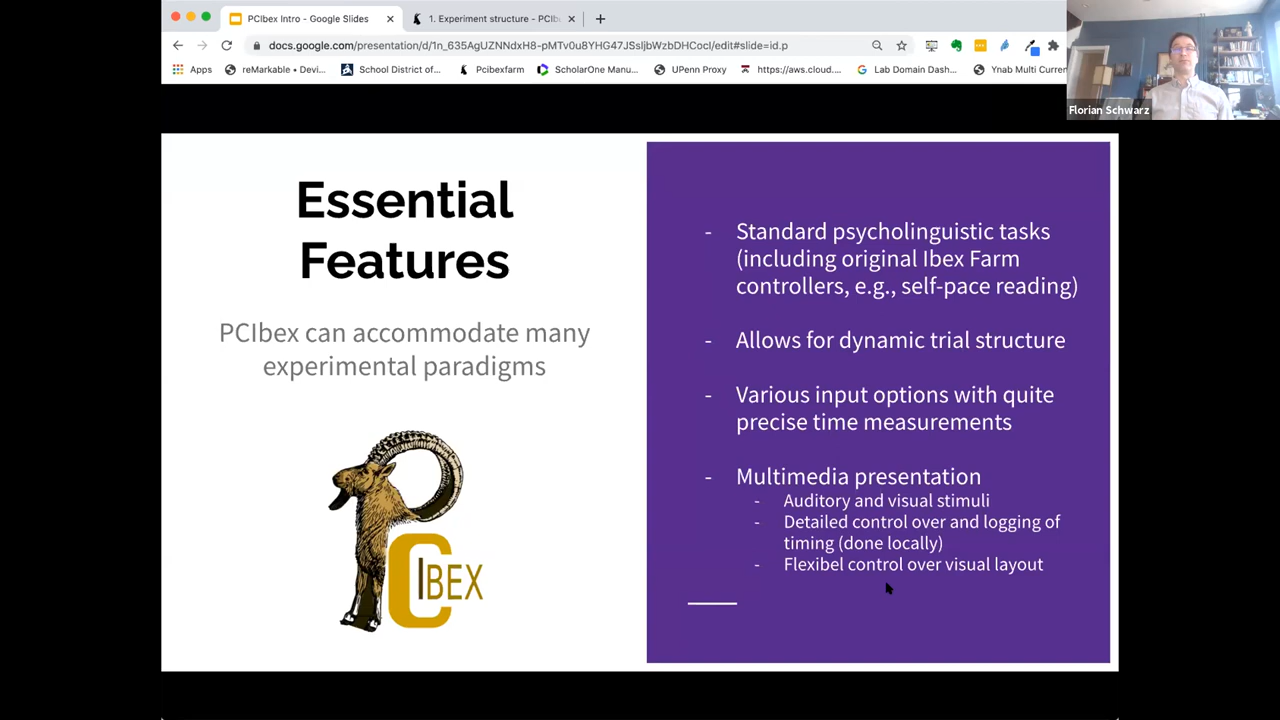 PCIbex Intro - Google Slides
1. Experiment structure - PCIb
docs.google.com/presentation/d/1n_635AgUZNNdxH8-pMTv0u8YHG47JSsljbWzbDHCocI/edit#slide=id.p
Apps
reMarkable • Devi...
School District of...
Pcibexfarm
ScholarOne Manu...
UPenn Proxy
https://aws.cloud....
Lab Domain Dash...
Ynab Multi Curren
Florian Schwarz
Essential
Features
PCIbex can accommodate many
experimental paradigms
PC IBEX
- Standard psycholinguistic tasks
(including original Ibex Farm
controllers, e.g., self-pace reading)
- Allows for dynamic trial structure
- Various input options with quite
precise time measurements
- Multimedia presentation
- Auditory and visual stimuli
- Detailed control over and logging of
timing (done locally)
- Flexibel control over visual layout